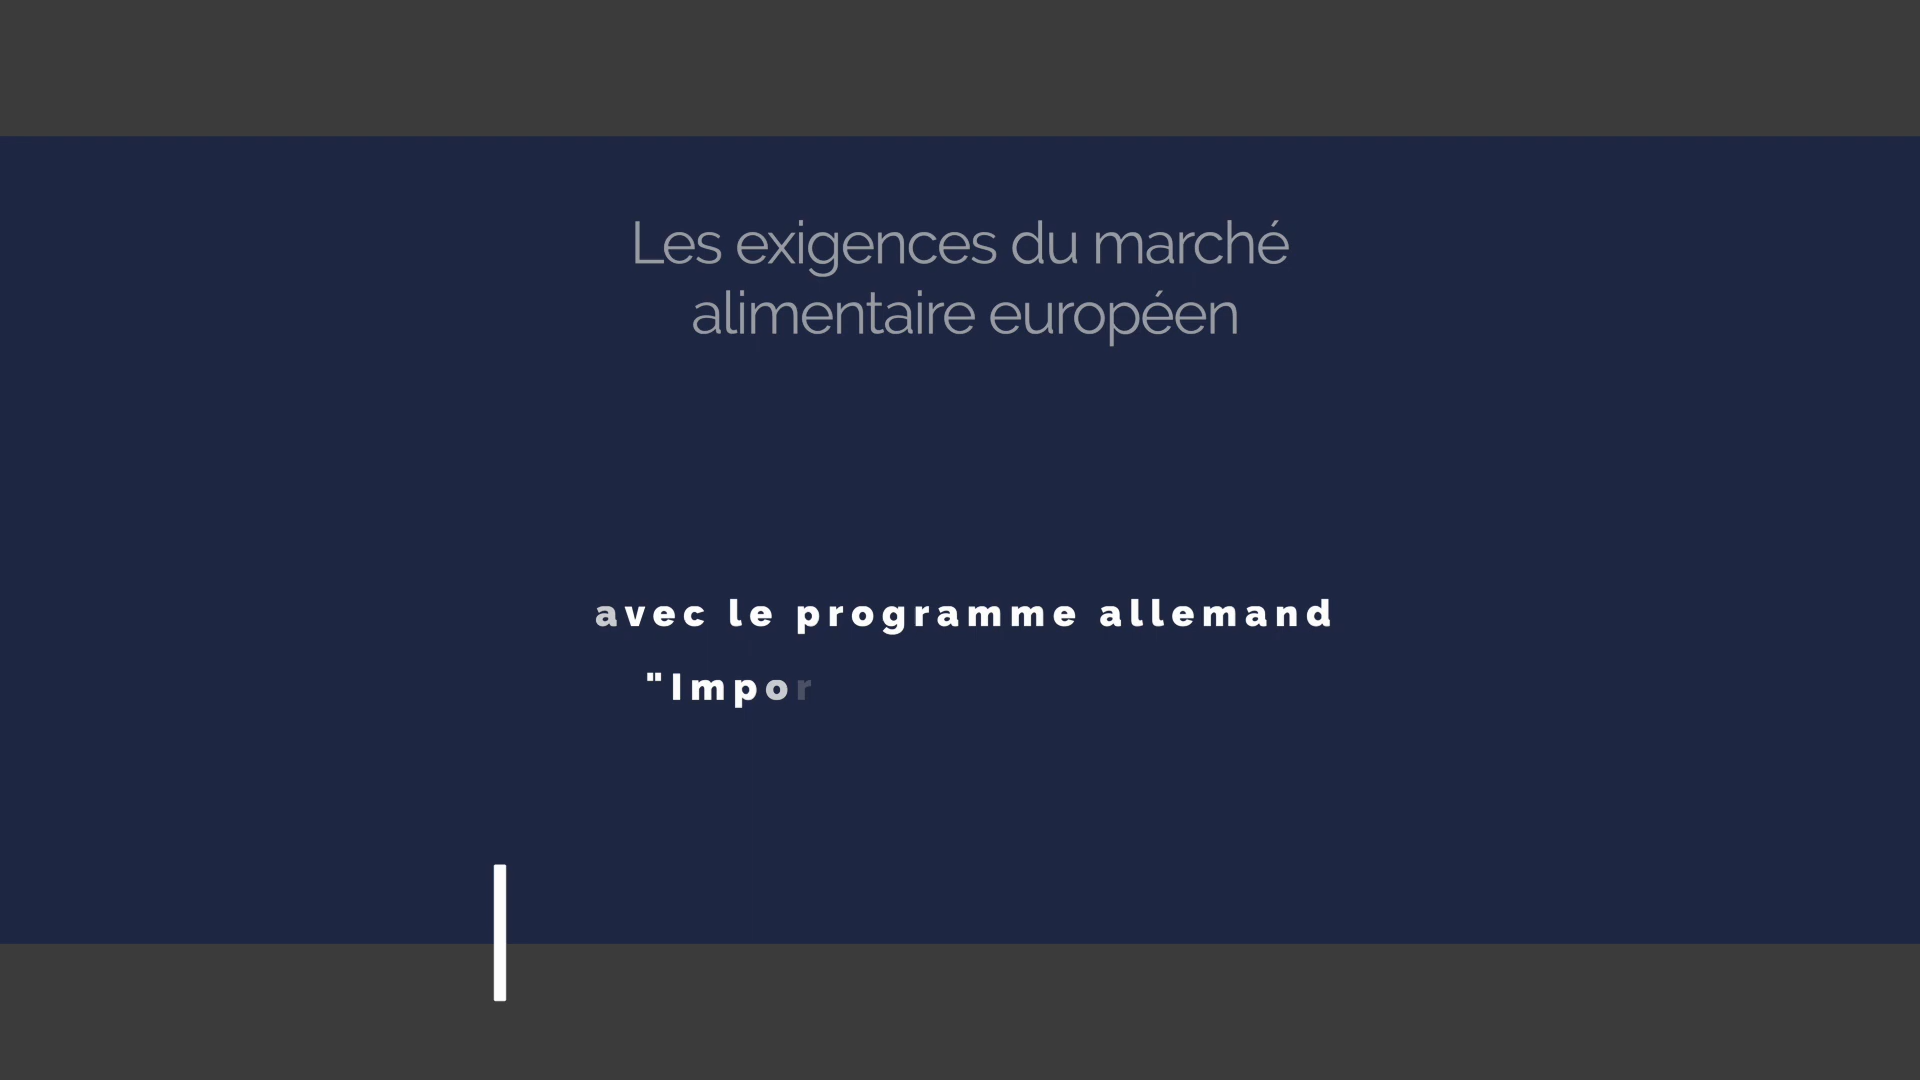 Les exigences du marché
alimentaire européen
avec le programme allemand
"Impor